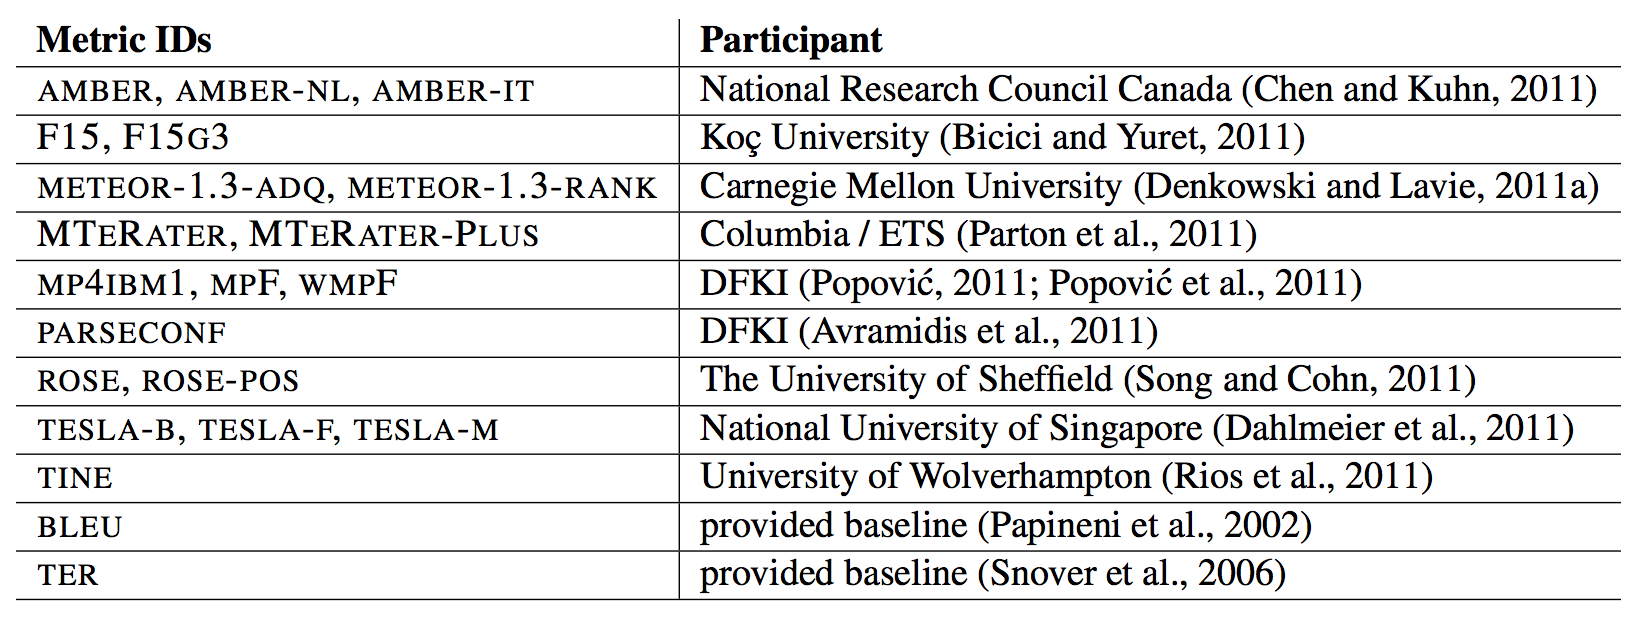 Metric IDs Participant
AMBER, AMBER-NL, AMBER-IT National Research Council Canada (Chen and Kuhn, 2011)
F15, F15G3 Koç University (Bicici and Yuret, 2011)
METEOR-1.3-ADQ, METEOR-1.3-RANK Carnegie Mellon University (Denkowski and Lavie, 2011a)
MTERATER, MTERATER-PLUS Columbia / ETS (Parton et al., 2011)
MP4IBM1, MPF, WMPF DFKI (Popović, 2011; Popović et al., 2011)
PARSECONF DFKI (Avramidis et al., 2011)
ROSE, ROSE-POS The University of Sheffield (Song and Cohn, 2011)
TESLA-B, TESLA-F, TESLA-M National University of Singapore (Dahlmeier et al., 2011)
TINE University of Wolverhampton (Rios et al., 2011)
BLEU provided baseline (Papineni et al., 2002)
TER provided baseline (Snover et al., 2006)